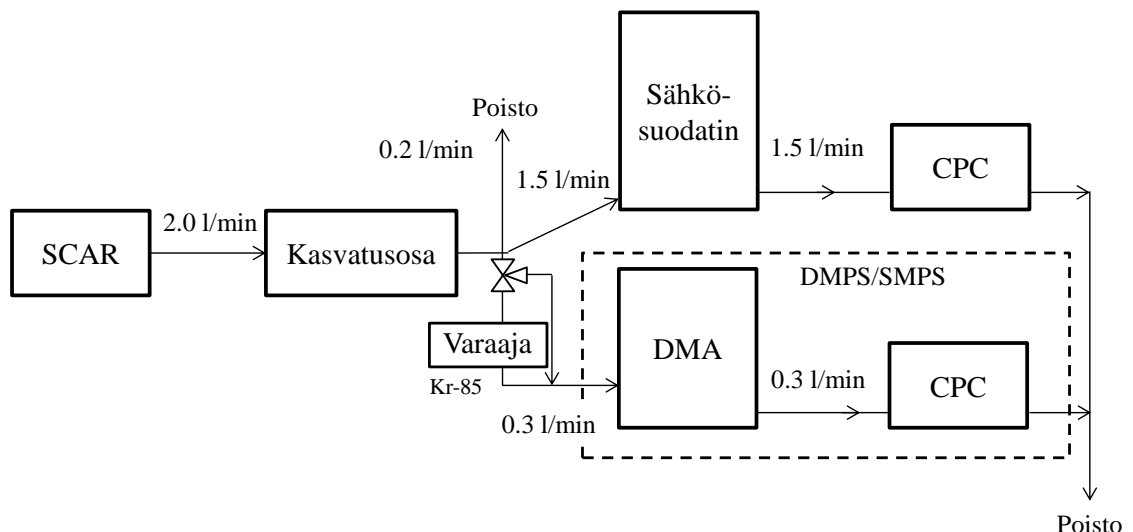 Poisto
0.2 l/min
Sähkö-
suodatin
1.5 l/min
1.5 l/min
CPC
2.0 l/min
SCAR
Kasvatusosa
DMPS/SMPS
Varaaja
Kr-85
DMA
0.3 l/min
0.3 l/min
CPC
Poisto